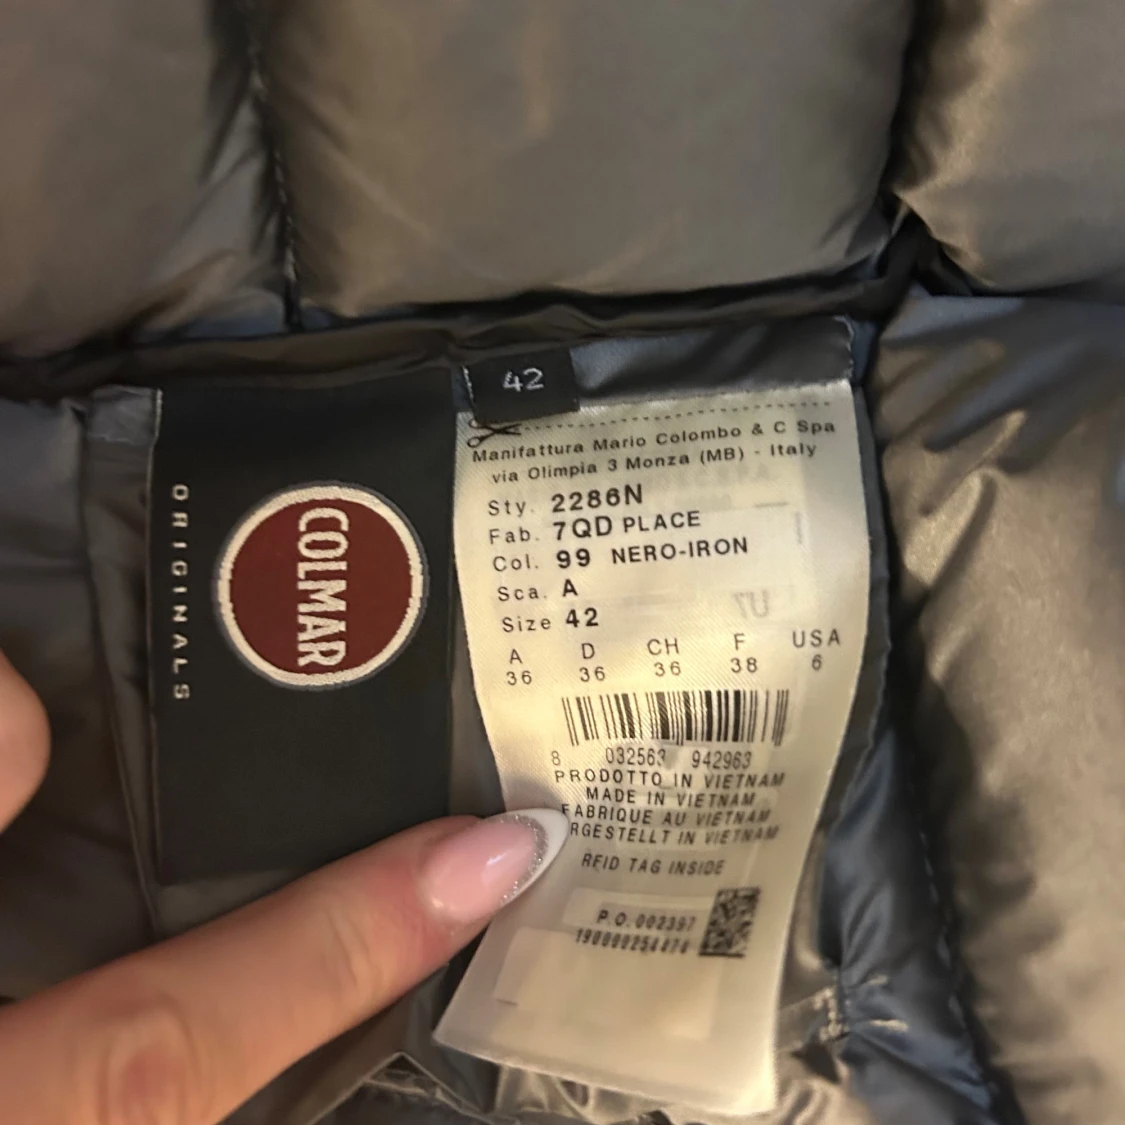 ORIGINALS
COLMAR
42
Manifattura Mario Colombo & C Spa
via Olimpia 3 Monza (MB) - Italy
Sty. 2286N
Fab. 7QD PLACE
Col. 99 NERO-IRON
Sca. A
Size 42
A D CH F USA
36 36 36 38 6
8 032563 942963
PRODOTTO IN VIETNAM
MADE IN VIETNAM
FABRIQUE AU VIETNAM
RGESTELLT IN VIETNAM
RFID TAG INSIDE
P.O. 002397